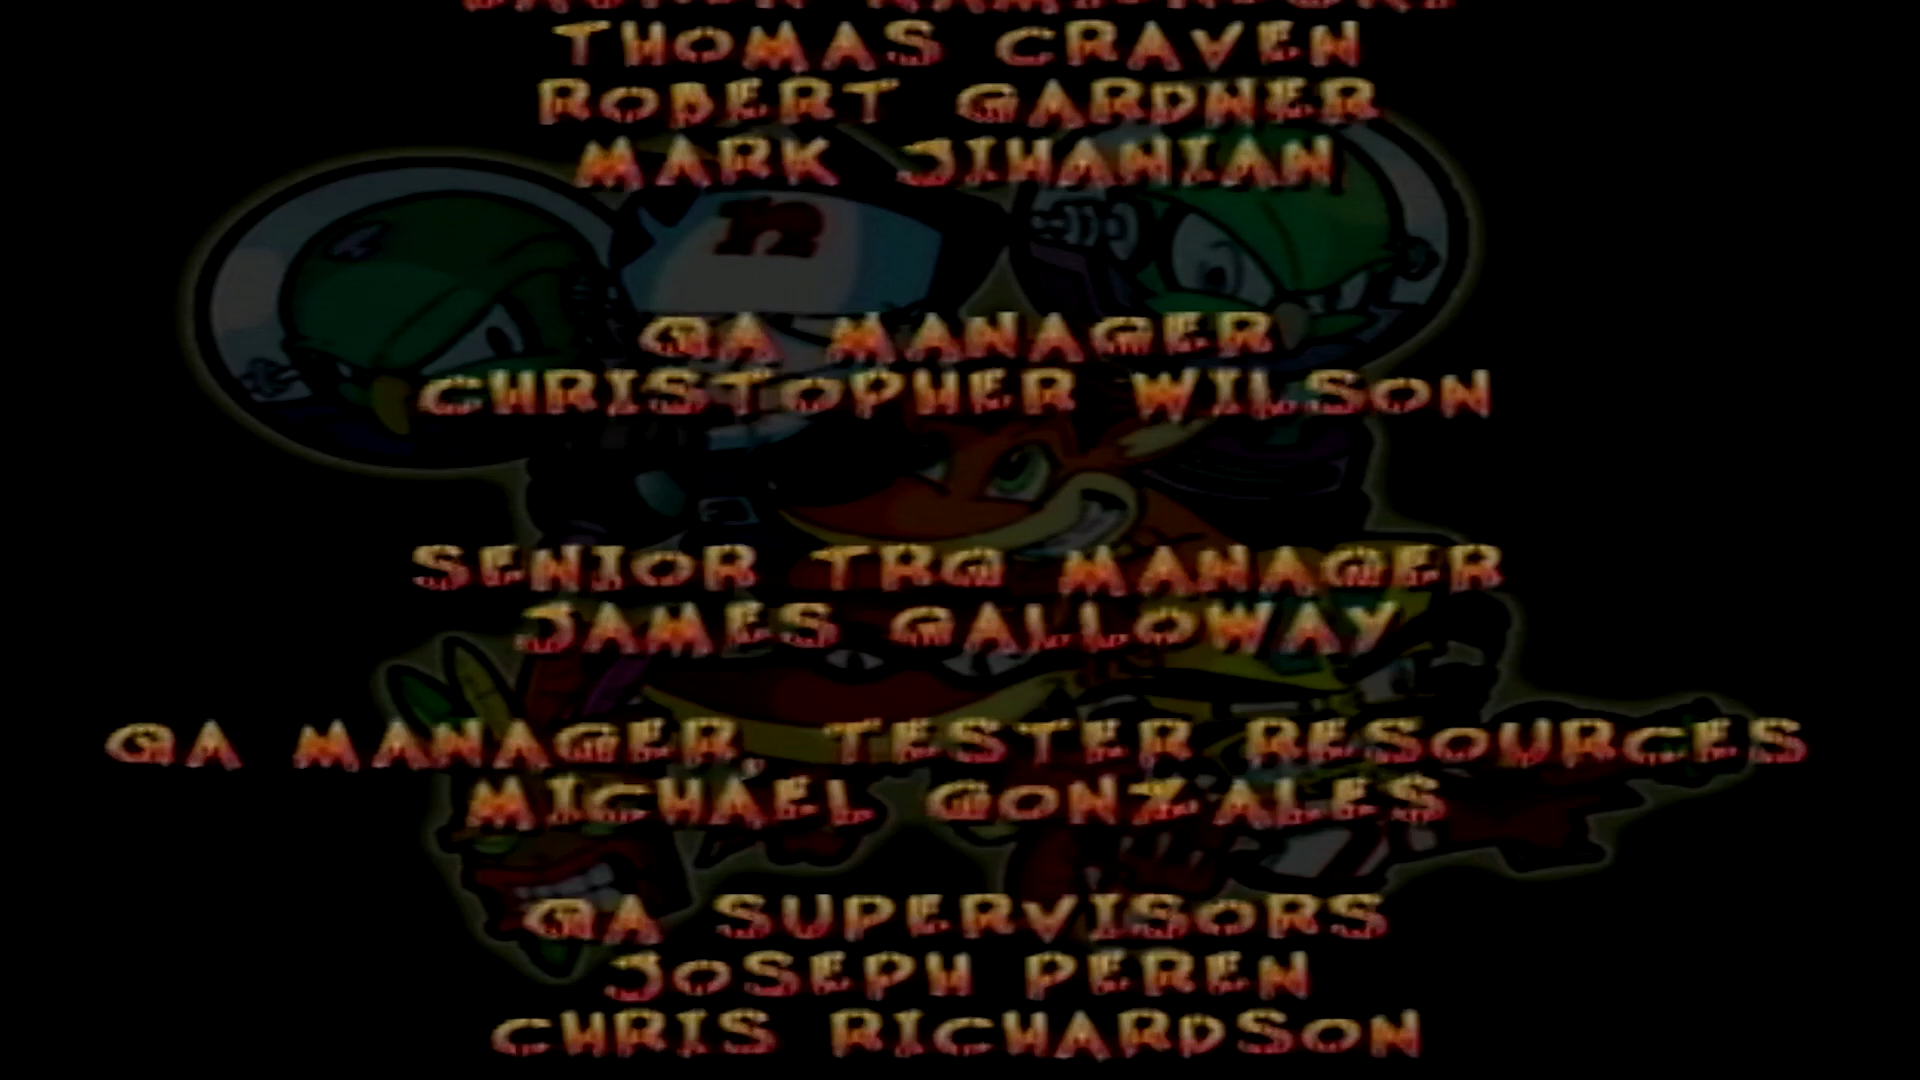 THOMAS CRAVEN
ROBERT GARDNER
MARK JIHANIAN
QA MANAGER
CHRISTOPHER WILSON
SENIOR TRG MANAGER
JAMES GALLOWAY
QA MANAGER, TESTER RESOURCES
MICHAEL GONZALES
QA SUPERVISORS
JOSEPH PEREN
CHRIS RICHARDSON